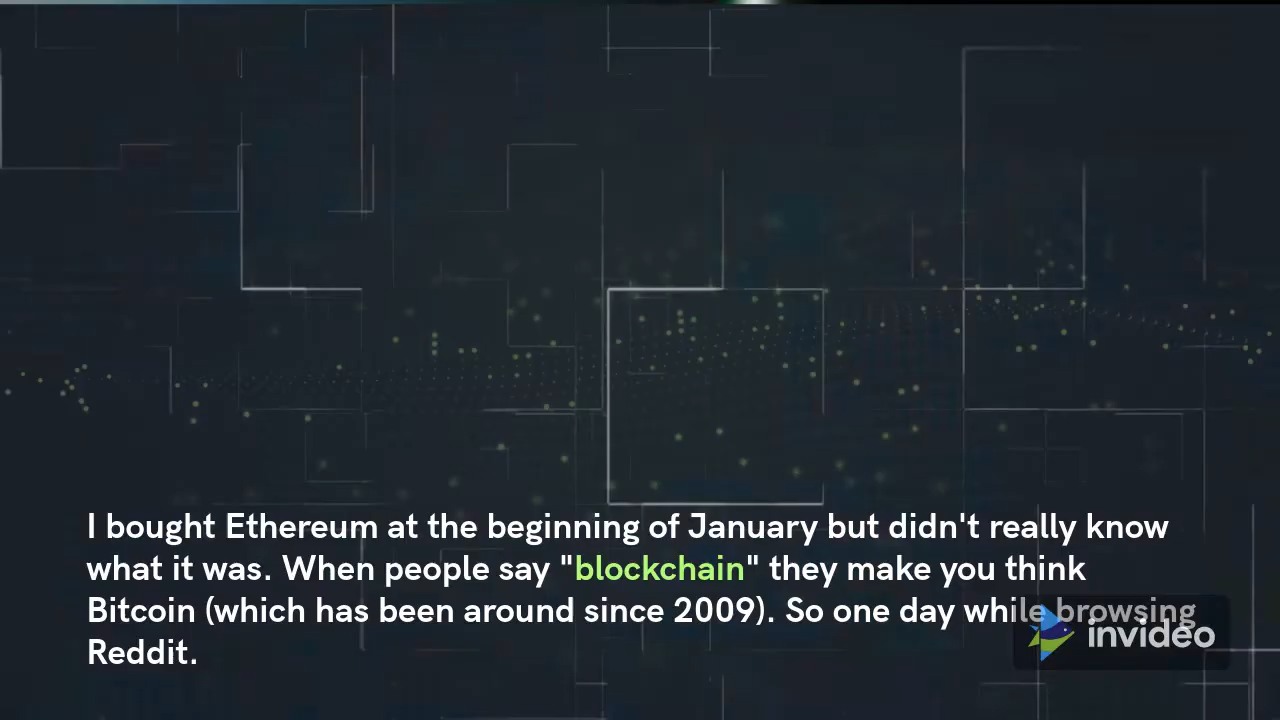 I bought Ethereum at the beginning of January but didn't really know
what it was. When people say "blockchain" they make you think
Bitcoin (which has been around since 2009). So one day while browsing
Reddit.
invideo